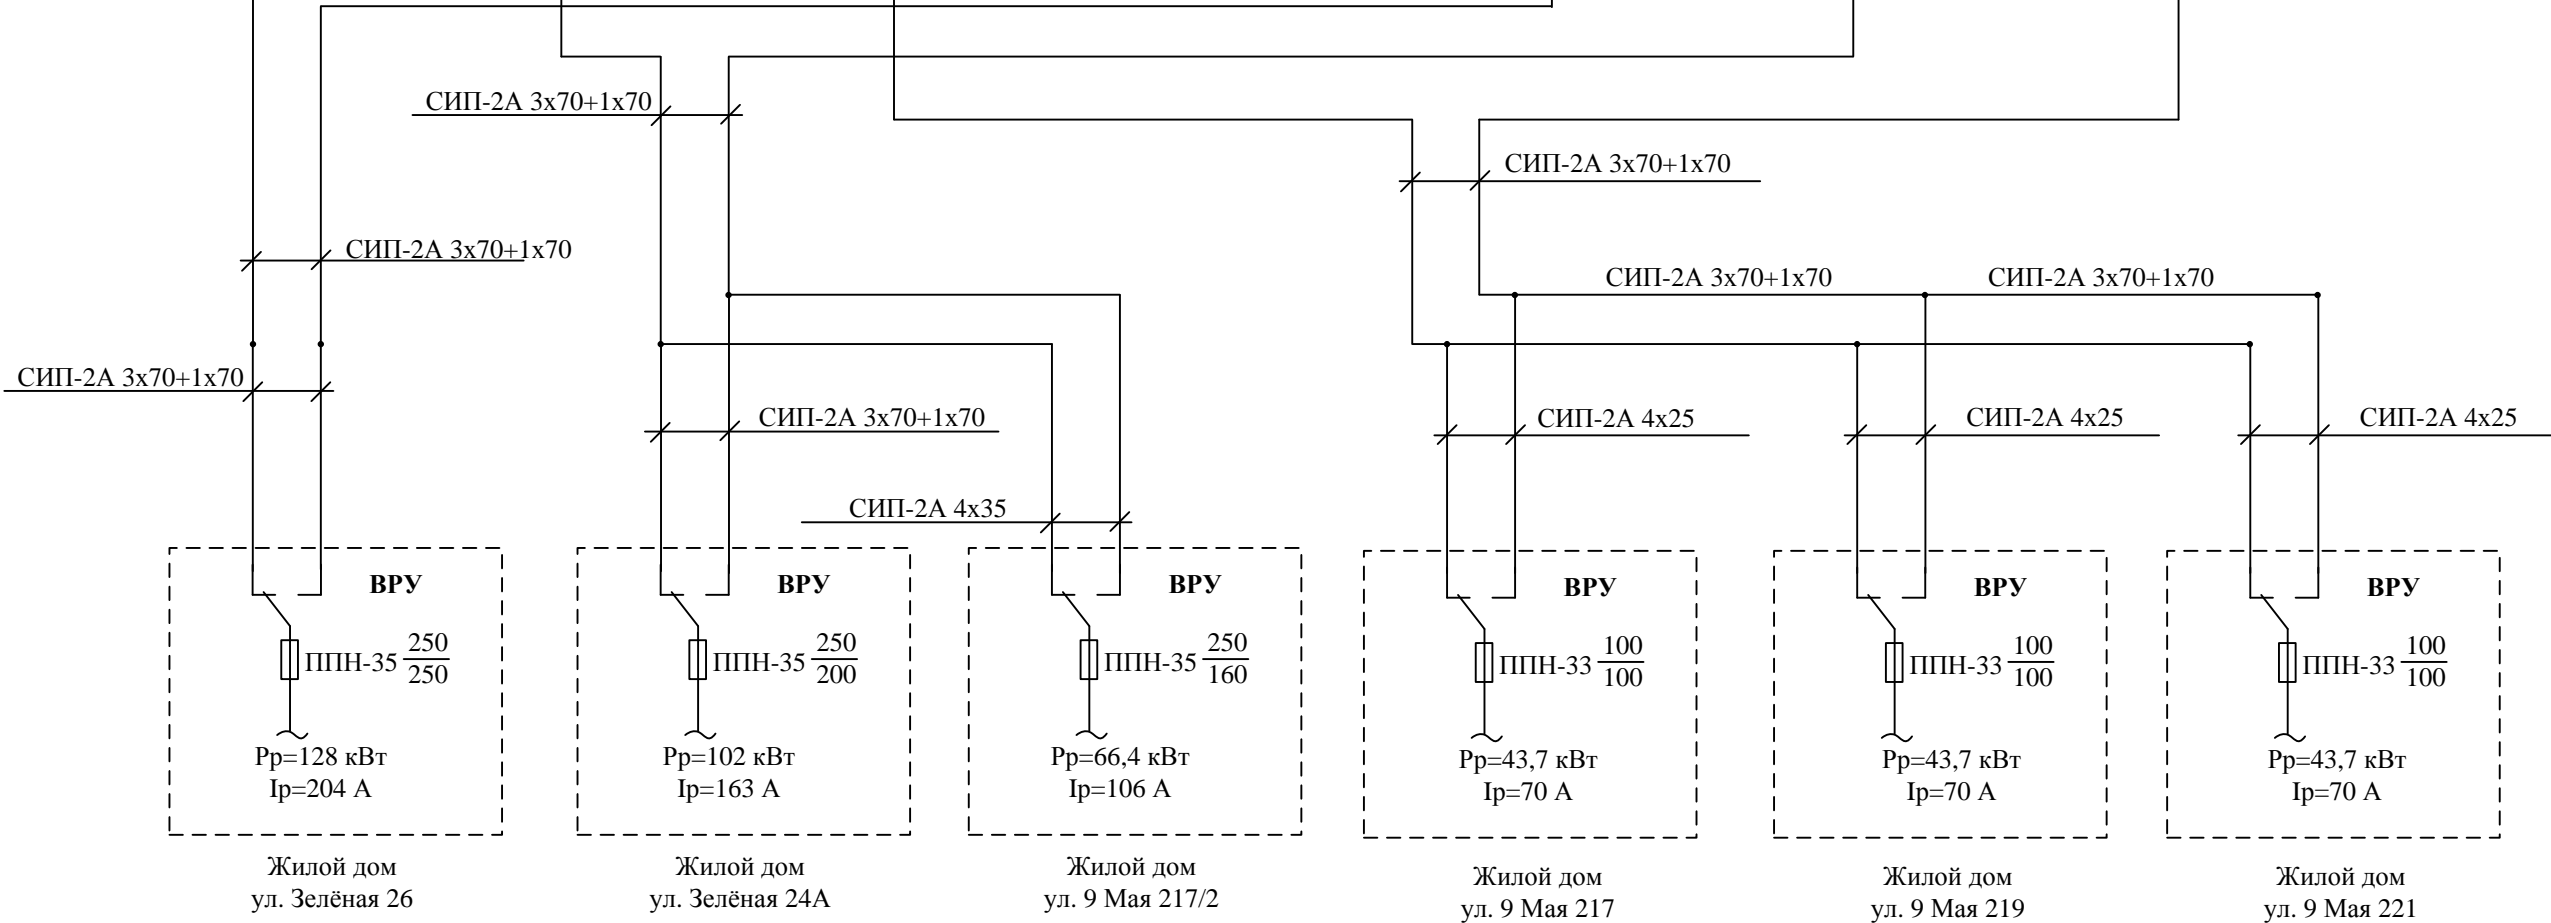 СИП-2А 3х70+1х70
СИП-2А 3х70+1х70
СИП-2А 3х70+1х70
СИП-2А 3х70+1х70
СИП-2А 3х70+1х70
СИП-2А 3х70+1х70
СИП-2А 3х70+1х70
СИП-2А 4х25
СИП-2А 4х25
СИП-2А 4х25
СИП-2А 4х35
ВРУ
ППН-35 250
250
Рр=128 кВт
Iр=204 А
Жилой дом
ул. Зелёная 26
ВРУ
ППН-35 250
200
Рр=102 кВт
Iр=163 А
Жилой дом
ул. Зелёная 24А
ВРУ
ППН-35 250
160
Рр=66,4 кВт
Iр=106 А
Жилой дом
ул. 9 Мая 217/2
ВРУ
ППН-33 100
100
Рр=43,7 кВт
Iр=70 А
Жилой дом
ул. 9 Мая 217
ВРУ
ППН-33 100
100
Рр=43,7 кВт
Iр=70 А
Жилой дом
ул. 9 Мая 219
ВРУ
ППН-33 100
100
Рр=43,7 кВт
Iр=70 А
Жилой дом
ул. 9 Мая 221